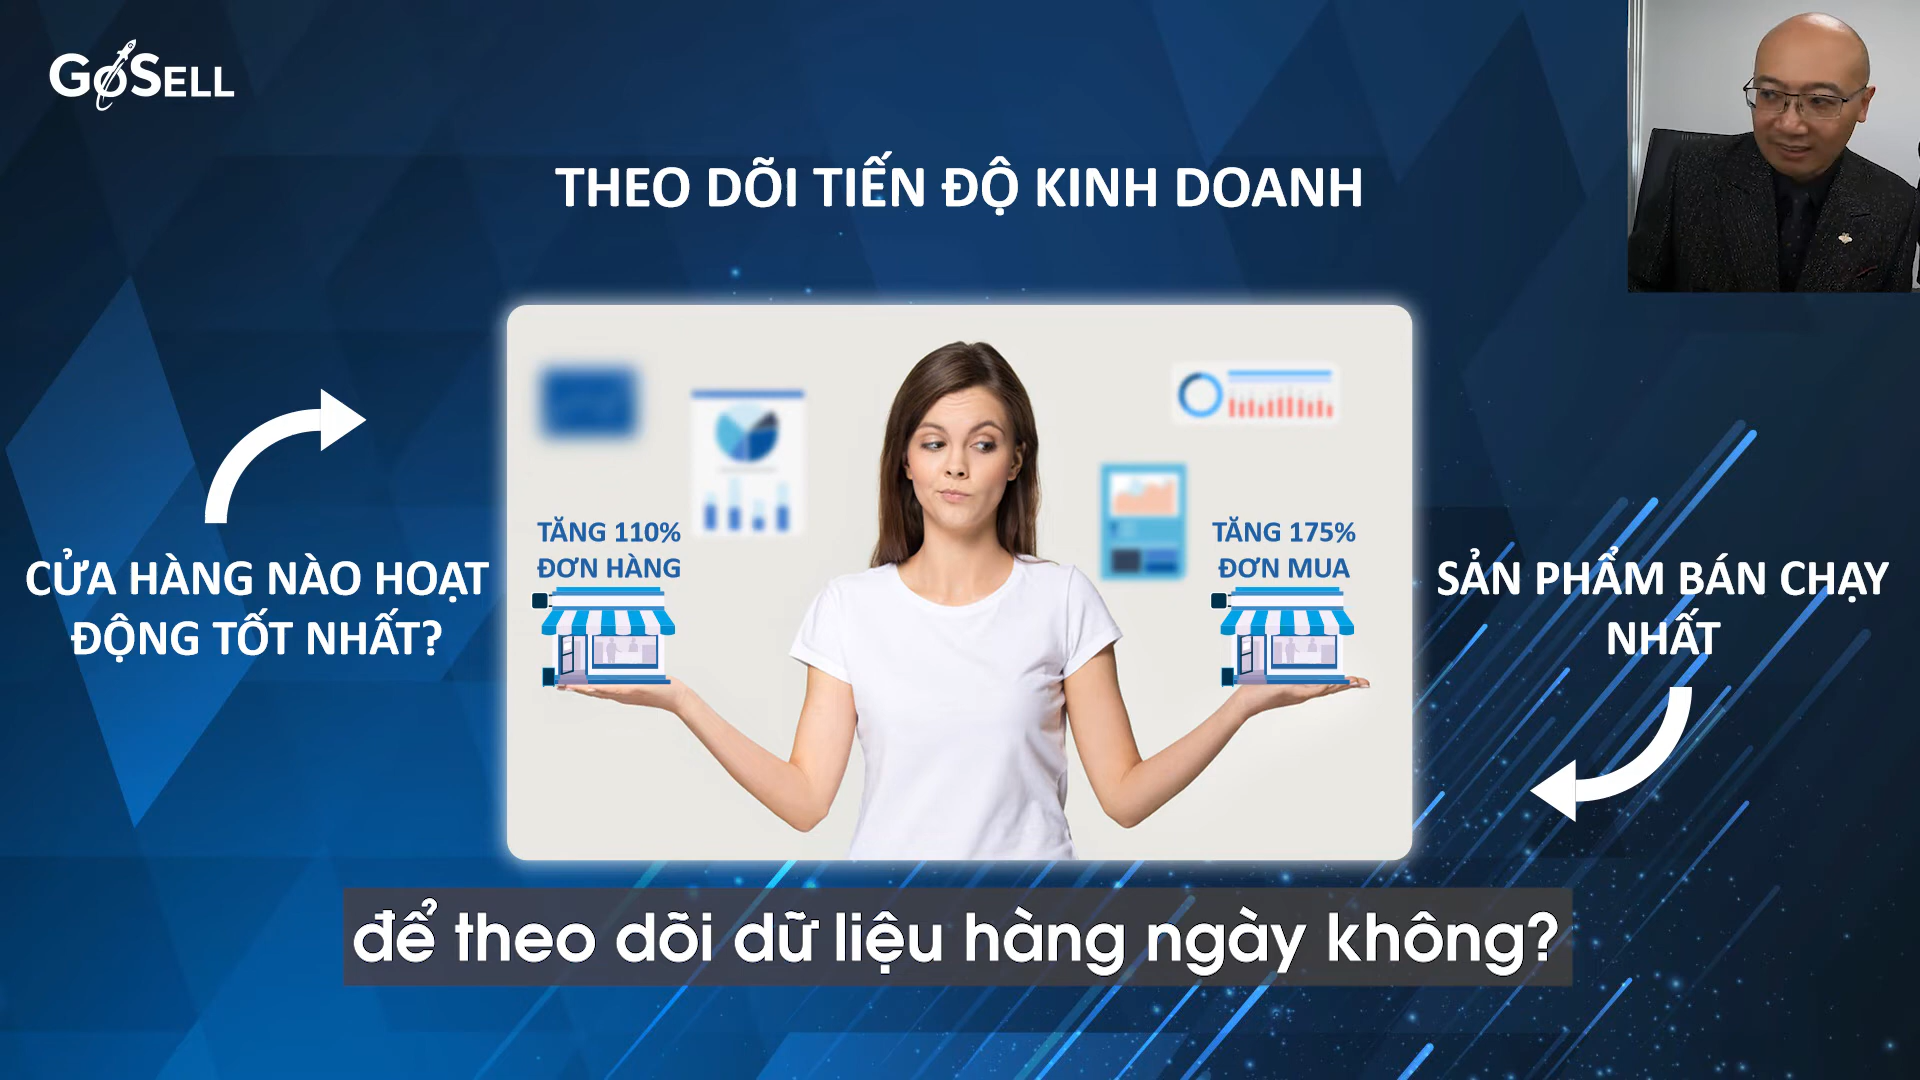 GoSELL
THEO DÕI TIẾN ĐỘ KINH DOANH
CỬA HÀNG NÀO HOẠT
ĐỘNG TỐT NHẤT?
TĂNG 110%
ĐƠN HÀNG
TĂNG 175%
ĐƠN MUA
SẢN PHẨM BÁN CHẠY
NHẤT
để theo dõi dữ liệu hàng ngày không?